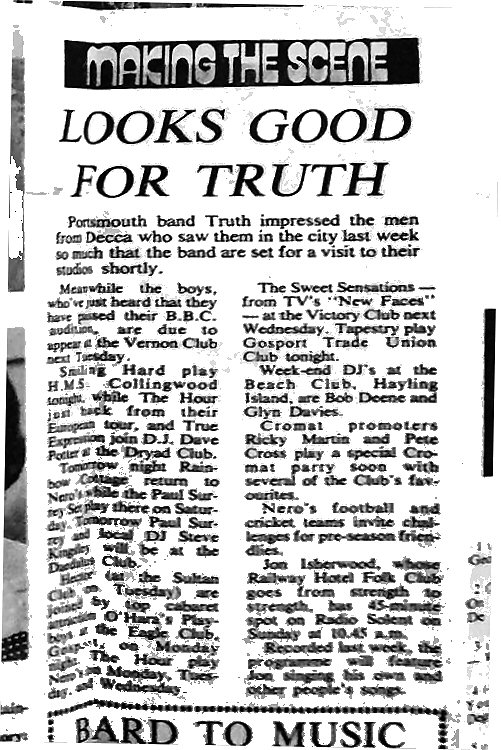 MAKING THE SCENE
LOOKS GOOD
FOR TRUTH
Portsmouth band Truth impressed the men
from Decca who saw them in the city last week
so much that the band are set for a visit to their
studios shortly.
Meanwhile the boys,
who've just heard that they
have passed their B.B.C.
audition, are due to
appear at the Vernon Club
next Tuesday.
Smiling Hard play
H.M.S. Collingwood
tonight, while The Hour
just back from their
European tour, and True
Expression join D.J. Dave
Potter at the Dryad Club.
Tomorrow night Rain-
bow Cottage return to
Nero's while the Paul Sur-
rey Set play there on Satur-
day. Tomorrow Paul Sur-
rey and local DJ Steve
Kingsley will be at the
Daedalus Club.
Hector (at the Sultan
Club on Tuesday) are
joined by top cabaret
attraction O'Hara's Play-
boys at the Eagle Club,
Gosport, on Monday
night. The Hour play
Nero's on Monday, Tues-
day, and Wednesday.
The Sweet Sensations —
from TV's "New Faces"
— at the Victory Club next
Wednesday. Tapestry play
Gosport Trade Union
Club tonight.
Week-end DJ's at the
Beach Club, Hayling
Island, are Bob Deene and
Glyn Davies.
Cromat promoters
Ricky Martin and Pete
Cross play a special Cro-
mat party soon with
several of the Club's fav-
ourites.
Nero's football and
cricket teams invite chal-
lenges for pre-season frien-
dlies.
Jon Isherwood, whose
Railway Hotel Folk Club
goes from strength to
strength, has 45-minute
spot on Radio Solent on
Sunday at 10.45 a.m.
Recorded last week, the
programme will feature
Jon singing his own and
other people's songs.
BARD TO MUSIC